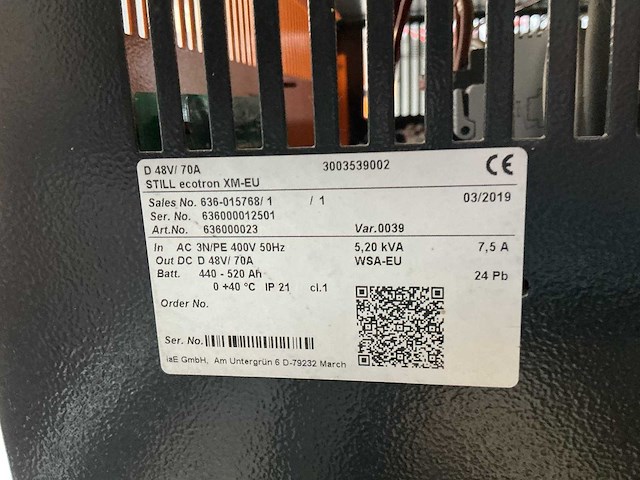 D 48V/ 70A 3003539002 CE
STILL ecotron XM-EU
Sales No. 636-015768/ 1 / 1 03/2019
Ser. No. 636000012501
Art.No. 636000023 Var.0039
In AC 3N/PE 400V 50Hz 5,20 kVA 7,5 A
Out DC D 48V/ 70A WSA-EU
Batt. 440 - 520 Ah 24 Pb
0 +40 °C IP 21 cl.1
Order No.
Ser. No.
iaE GmbH, Am Untergrün 6 D-79232 March